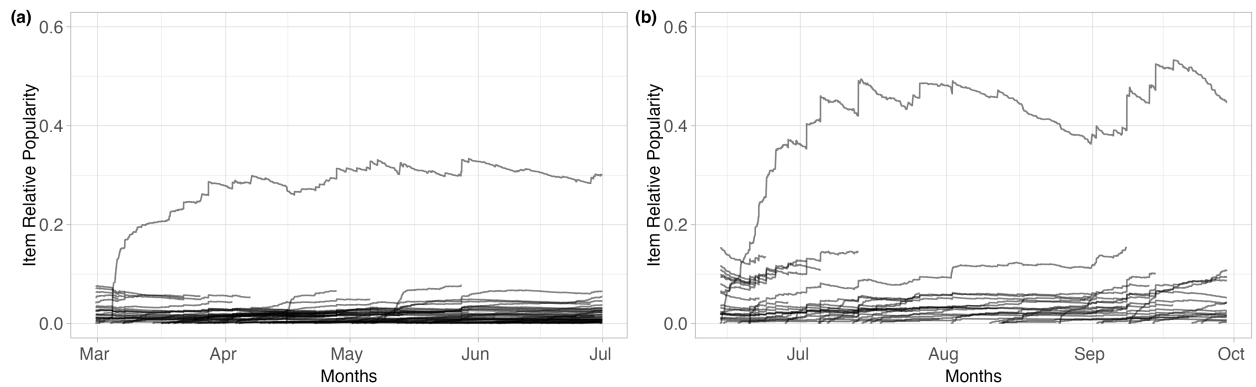 (a)
0.6
0.4
0.2
0.0
Item Relative Popularity
Mar Apr May Jun Jul
Months
(b)
0.6
0.4
0.2
0.0
Item Relative Popularity
Jul Aug Sep Oct
Months